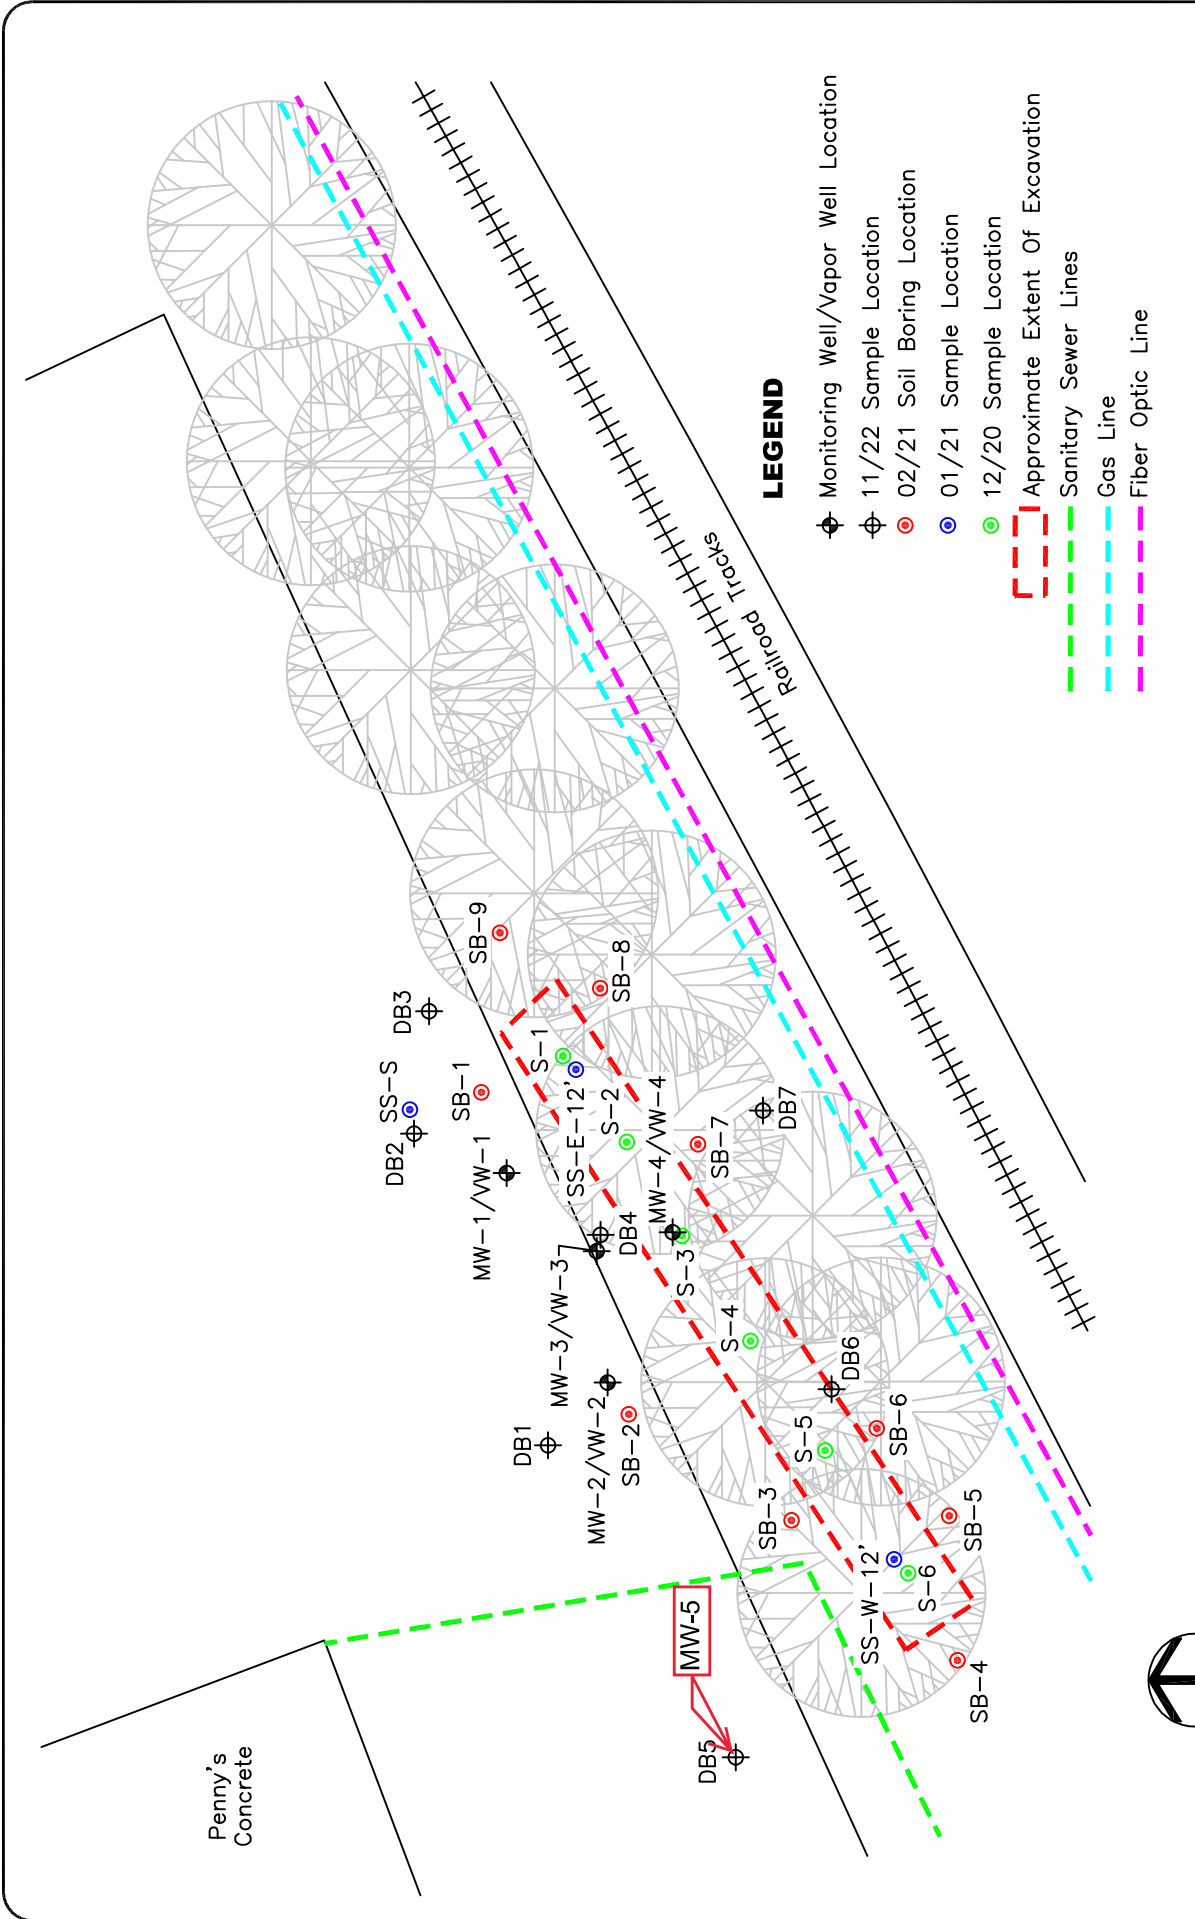 Penny's
Concrete
DB5
MW-5
DB1
MW-2/VW-2
SB-2
MW-3/VW-3
DB4
MW-1/VW-1
DB2
SS-S
SB-1
DB3
SB-9
SB-8
S-1
SS-E-12'
S-2
MW-4/VW-4
S-3
SB-7
DB7
S-4
DB6
S-5
SB-6
SB-3
SB-5
SS-W-12'
S-6
SB-4
Railroad Tracks
LEGEND
Monitoring Well/Vapor Well Location
11/22 Sample Location
02/21 Soil Boring Location
01/21 Sample Location
12/20 Sample Location
Approximate Extent Of Excavation
Sanitary Sewer Lines
Gas Line
Fiber Optic Line